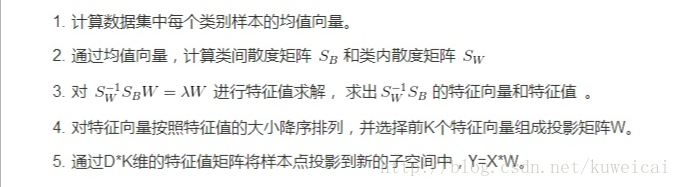 1. 计算数据集中每个类别样本的均值向量。
2. 通过均值向量，计算类间散度矩阵 S_B 和类内散度矩阵 S_W
3. 对 S_W^{-1}S_BW = λW 进行特征值求解，求出S_W^{-1}S_B 的特征向量和特征值 。
4. 对特征向量按照特征值的大小降序排列，并选择前K个特征向量组成投影矩阵W。
5. 通过D*K维的特征值矩阵将样本点投影到新的子空间中，Y=X*W。
http://blog.csdn.net/kuweicai